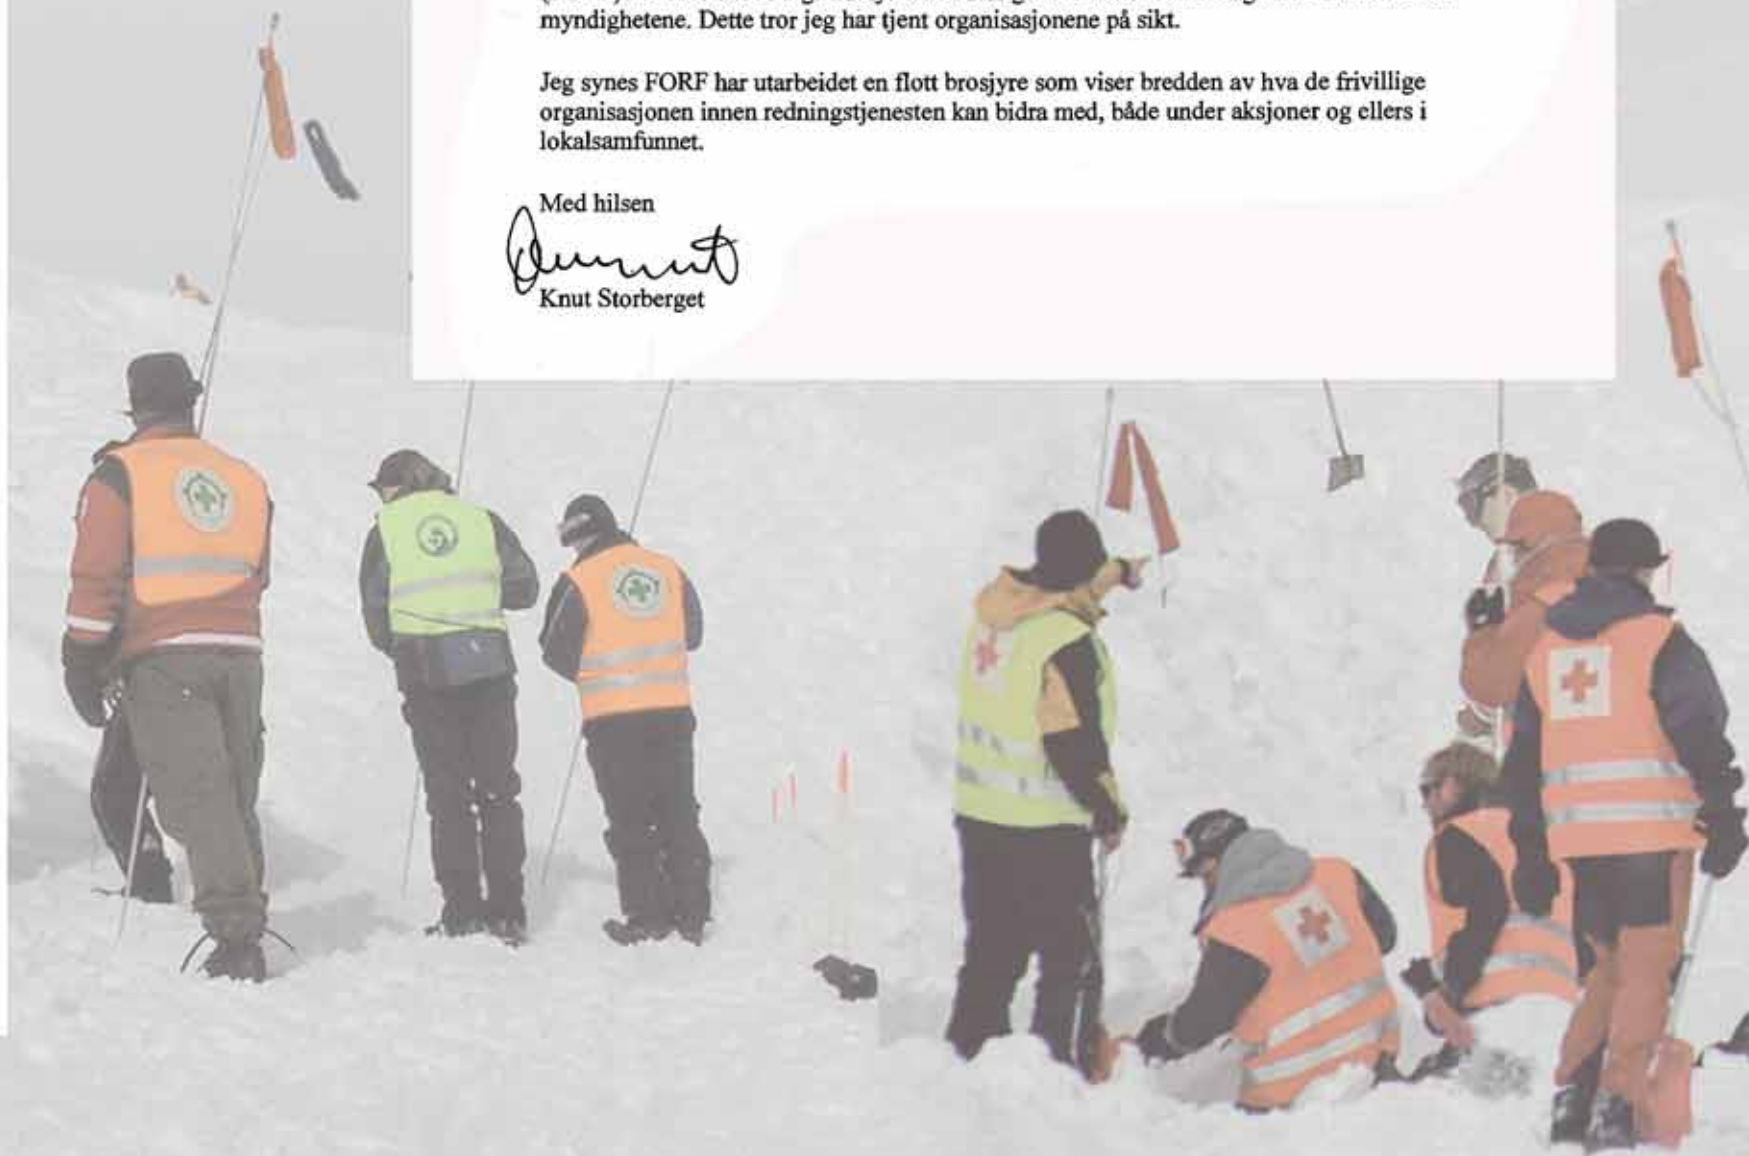 myndighetene. Dette tror jeg har tjent organisasjonene på sikt.
Jeg synes FORF har utarbeidet en flott brosjyre som viser bredden av hva de frivillige
organisasjonen innen redningstjenesten kan bidra med, både under aksjoner og ellers i
lokalsamfunnet.
Med hilsen
Knut Storberget